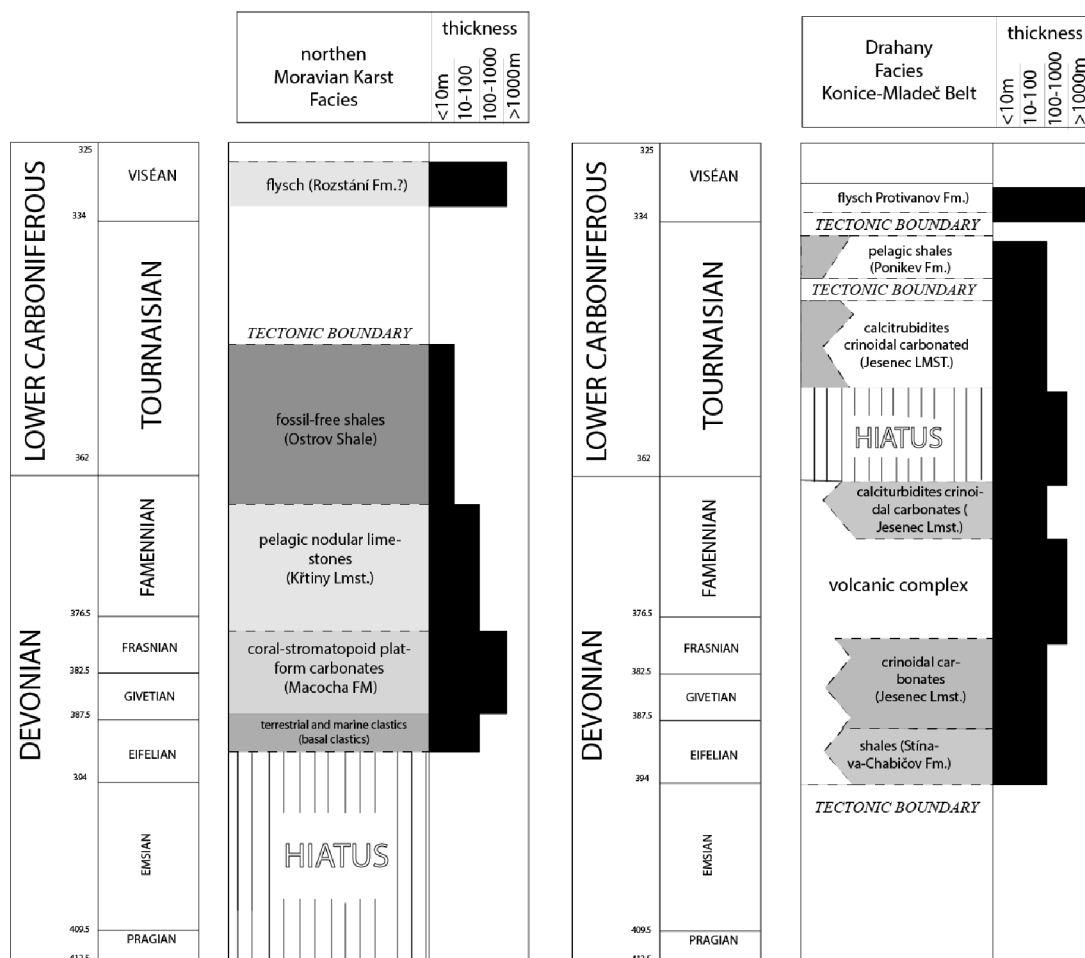 northen
Moravian Karst
Facies
thickness
<10m
10-100
100-1000
>1000m
LOWER CARBONIFEROUS
DEVONIAN
325
VISÉAN
334
TOURNAISIAN
362
FAMENNIAN
376.5
FRASNIAN
382.5
GIVETIAN
387.5
EIFELIAN
394
EMSIAN
409.5
PRAGIAN
flysch (Rozstání Fm.?)
TECTONIC BOUNDARY
fossil-free shales
(Ostrov Shale)
pelagic nodular lime-
stones
(Křtiny Lmst.)
coral-stromatopoid plat-
form carbonates
(Macocha FM)
terrestrial and marine clastics
(basal clastics)
HIATUS
Drahany
Facies
Konice-Mladeč Belt
thickness
<10m
10-100
100-1000
>1000m
LOWER CARBONIFEROUS
DEVONIAN
325
VISÉAN
334
TOURNAISIAN
362
FAMENNIAN
376.5
FRASNIAN
382.5
GIVETIAN
387.5
EIFELIAN
394
EMSIAN
409.5
PRAGIAN
flysch Protivanov Fm.)
TECTONIC BOUNDARY
pelagic shales
(Ponikev Fm.)
TECTONIC BOUNDARY
calcitrubidites
crinoidal carbonated
(Jesenec LMST.)
HIATUS
calciturbidites crinoi-
dal carbonates (
Jesenec Lmst.)
volcanic complex
crinoidal car-
bonates
(Jesenec Lmst.)
shales (Stína-
va-Chabičov Fm.)
TECTONIC BOUNDARY